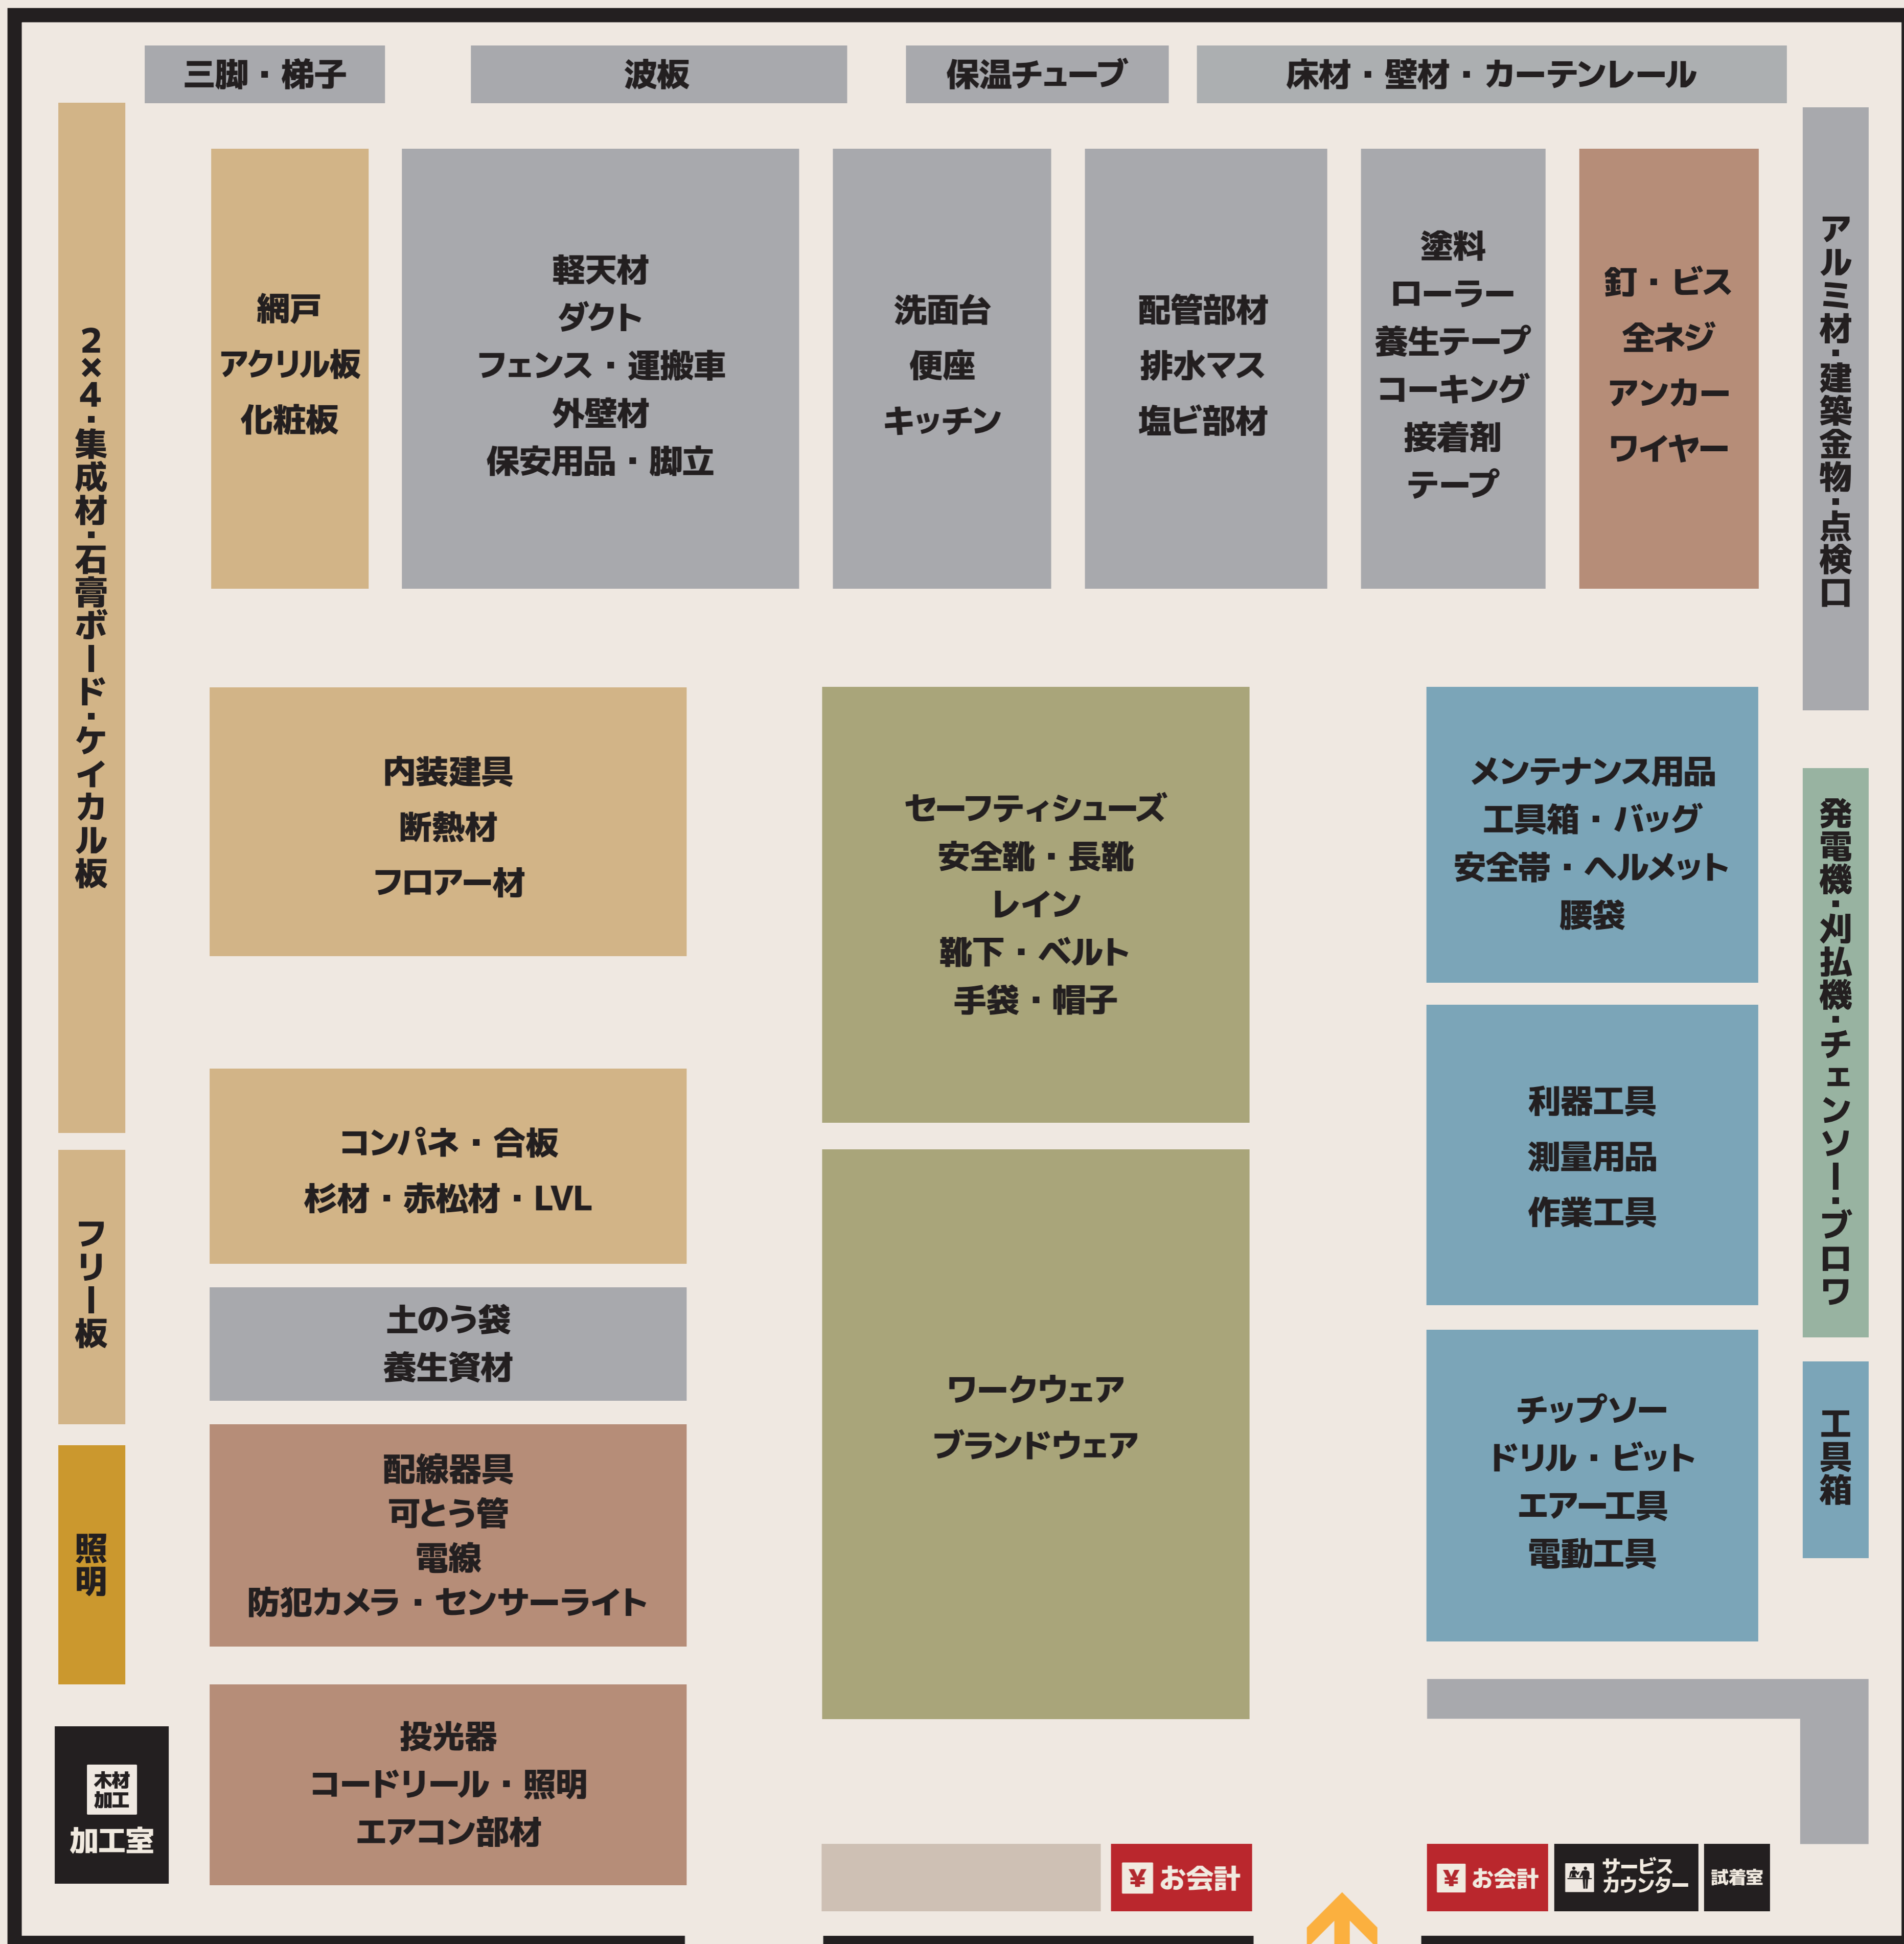 三脚・梯子
波板
保温チューブ
床材・壁材・カーテンレール
2×4・集成材・石膏ボード・ケイカル板
網戸
アクリル板
化粧板
軽天材
ダクト
フェンス・運搬車
外壁材
保安用品・脚立
洗面台
便座
キッチン
配管部材
排水マス
塩ビ部材
塗料
ローラー
養生テープ
コーキング
接着剤
テープ
釘・ビス
全ネジ
アンカー
ワイヤー
アルミ材・建築金物・点検口
内装建具
断熱材
フロアー材
セーフティシューズ
安全靴・長靴
レイン
靴下・ベルト
手袋・帽子
メンテナンス用品
工具箱・バッグ
安全帯・ヘルメット
腰袋
発電機・刈払機・チェンソー・ブロワ
コンパネ・合板
杉材・赤松材・LVL
利器工具
測量用品
作業工具
フリー板
土のう袋
養生資材
ワークウェア
ブランドウェア
チップソー
ドリル・ビット
エアー工具
電動工具
工具箱
照明
配線器具
可とう管
電線
防犯カメラ・センサーライト
投光器
コードリール・照明
エアコン部材
木材
加工
加工室
¥ お会計
¥ お会計
サービス
カウンター
試着室